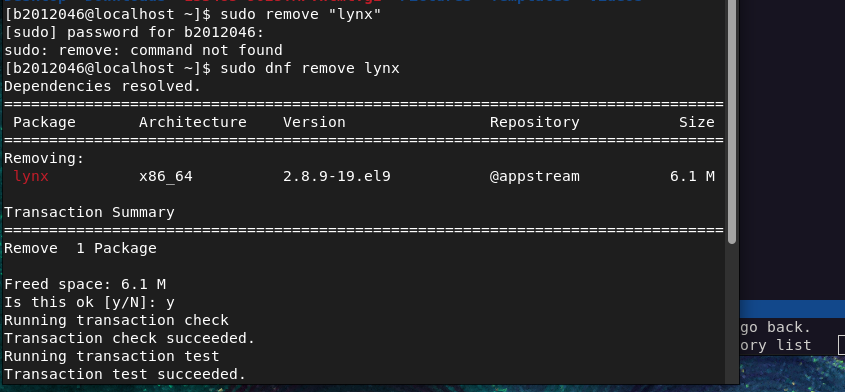 [b2012046@localhost ~]$ sudo remove "lynx"
[sudo] password for b2012046:
sudo: remove: command not found
[b2012046@localhost ~]$ sudo dnf remove lynx
Dependencies resolved.
================================================================================
Package Architecture Version Repository Size
================================================================================
Removing:
lynx x86_64 2.8.9-19.el9 @appstream 6.1 M
Transaction Summary
================================================================================
Remove 1 Package
Freed space: 6.1 M
Is this ok [y/N]: y
Running transaction check
Transaction check succeeded.
Running transaction test
Transaction test succeeded.
go back.
ory list